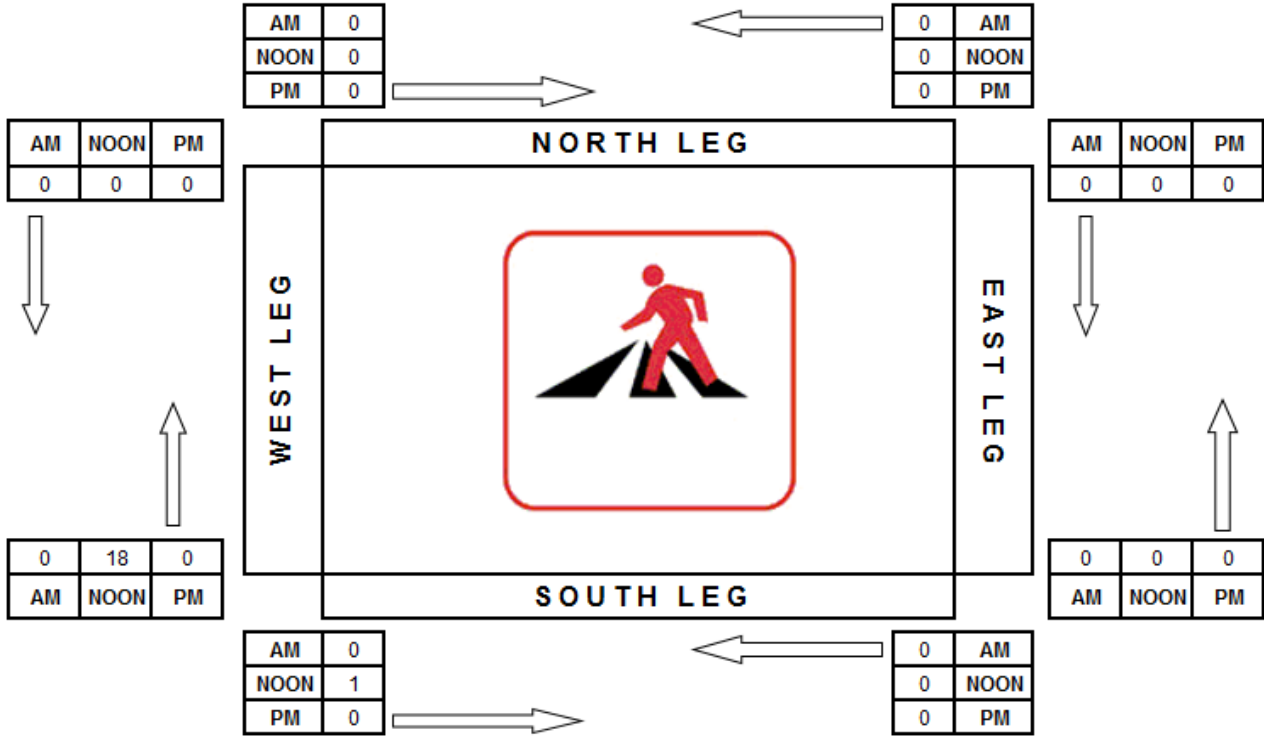 AM 0
NOON 0
PM 0
0 AM
0 NOON
0 PM
AM NOON PM
0 0 0
NORTH LEG
AM NOON PM
0 0 0
WEST LEG
EAST LEG
0 18 0
AM NOON PM
SOUTH LEG
0 0 0
AM NOON PM
AM 0
NOON 1
PM 0
0 AM
0 NOON
0 PM